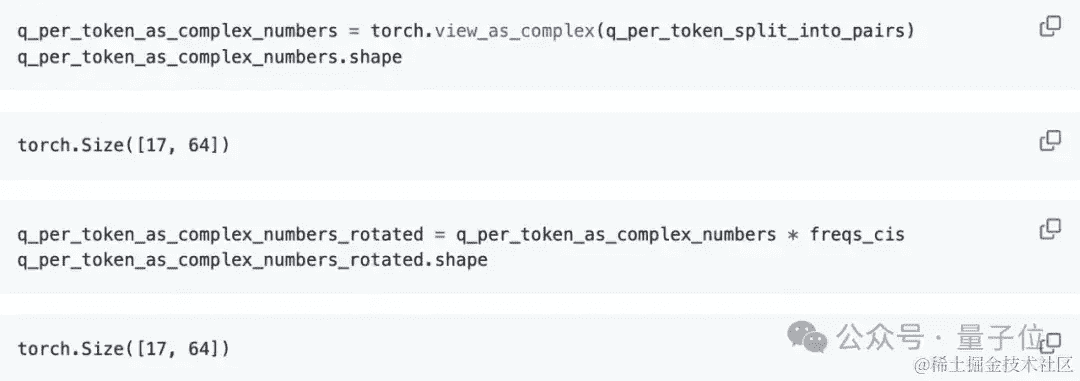 q_per_token_as_complex_numbers = torch.view_as_complex(q_per_token_split_into_pairs)
q_per_token_as_complex_numbers.shape
torch.Size([17, 64])
q_per_token_as_complex_numbers_rotated = q_per_token_as_complex_numbers * freqs_cis
q_per_token_as_complex_numbers_rotated.shape
torch.Size([17, 64])
公众号 · 量子位
@稀土掘金技术社区